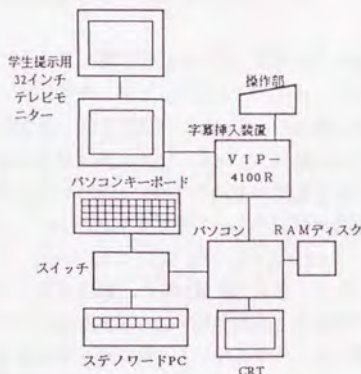 学生提示用
32インチ
テレビモ
ニター
操作部
字幕挿入装置
VIP-
4100R
パソコンキーボード
パソコン
RAMディスク
スイッチ
ステノワードPC
CRT